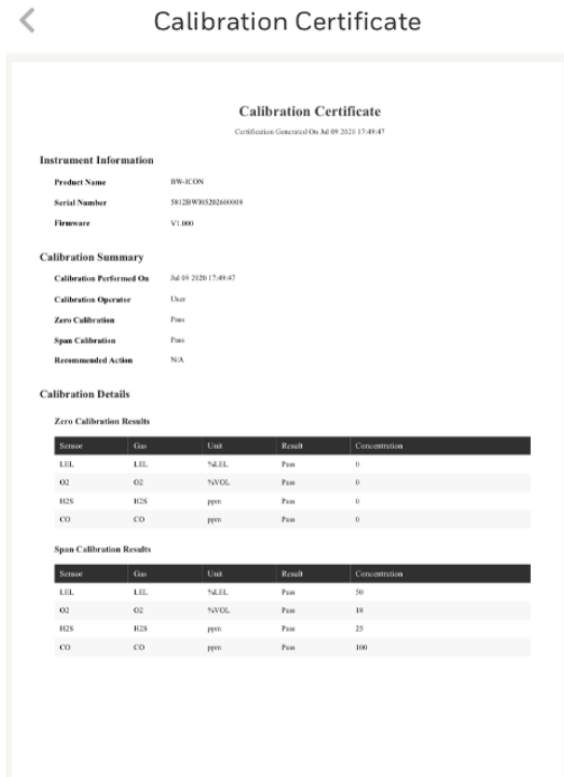 Calibration Certificate
Calibration Certificate
Certification Generated On Jul 09 2020 17:49:47
Instrument Information
Product Name BW-ICON
Serial Number
Firmware V1.000
Calibration Summary
Calibration Performed On Jul 09 2020 17:49:47
Calibration Operator User
Zero Calibration Pass
Span Calibration Pass
Recommended Action N/A
Calibration Details
Zero Calibration Results
Sensor Gas Unit Result Concentration
LEL LEL %LEL Pass 0
O2 O2 %VOL Pass 0
H2S H2S ppm Pass 0
CO CO ppm Pass 0
Span Calibration Results
Sensor Gas Unit Result Concentration
LEL LEL %LEL Pass 50
O2 O2 %VOL Pass 18
H2S H2S ppm Pass 25
CO CO ppm Pass 100